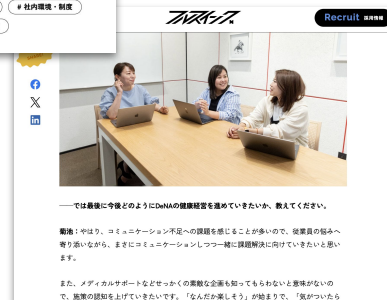 # 社内環境・制度
フルスイング
Recruit 採用情報
──では最後に今後どのようにDeNAの健康経営を進めていきたいか、教えてください。
菊池：やはり、コミュニケーション不足への課題を感じることが多いので、従業員の悩みへ
寄り添いながら、まさにコミュニケーションしつつ一緒に課題解決に向けていきたいと思い
ます。
また、メディカルサポートなどせっかくの素敵な企画も知ってもらわないと意味がないの
で、施策の認知を上げていきたいです。「なんだか楽しそう」が始まりで、「気がついたら